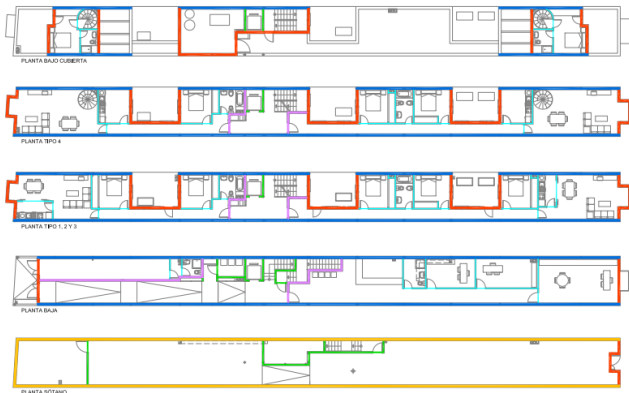 PLANTA BAJO CUBIERTA
PLANTA TIPO 4
PLANTA TIPO 1, 2 Y 3
PLANTA BAJA
PLANTA SÓTANO